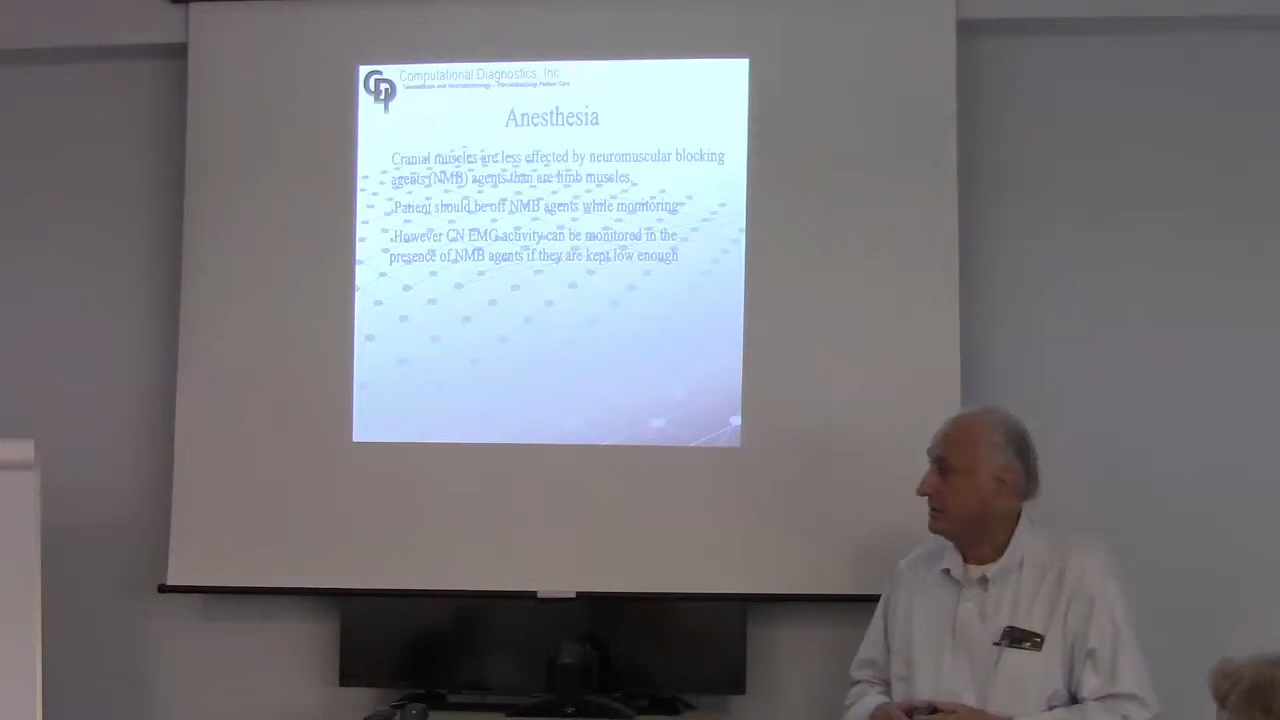 CDI
Computational Diagnostics, Inc
Anesthesia
Cranial muscles are less effected by neuromuscular blocking
agents (NMB) agents than are limb muscles.
.Patient should be off NMB agents while monitoring
.However CN EMG activity can be monitored in the
presence of NMB agents if they are kept low enough